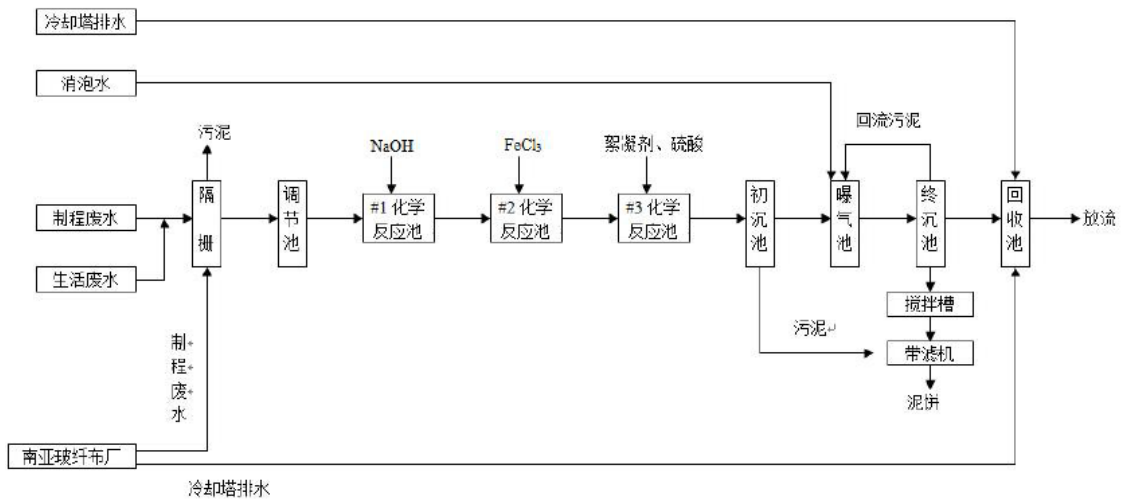 冷却塔排水
消泡水
回流污泥
污泥
NaOH
FeCl₃
絮凝剂、硫酸
制程废水
生活废水
隔栅
调节池
#1 化学
反应池
#2 化学
反应池
#3 化学
反应池
初沉池
曝气池
终沉池
回收池
放流
搅拌槽
污泥
带滤机
泥饼
制程废水
南亚玻纤布厂
冷却塔排水